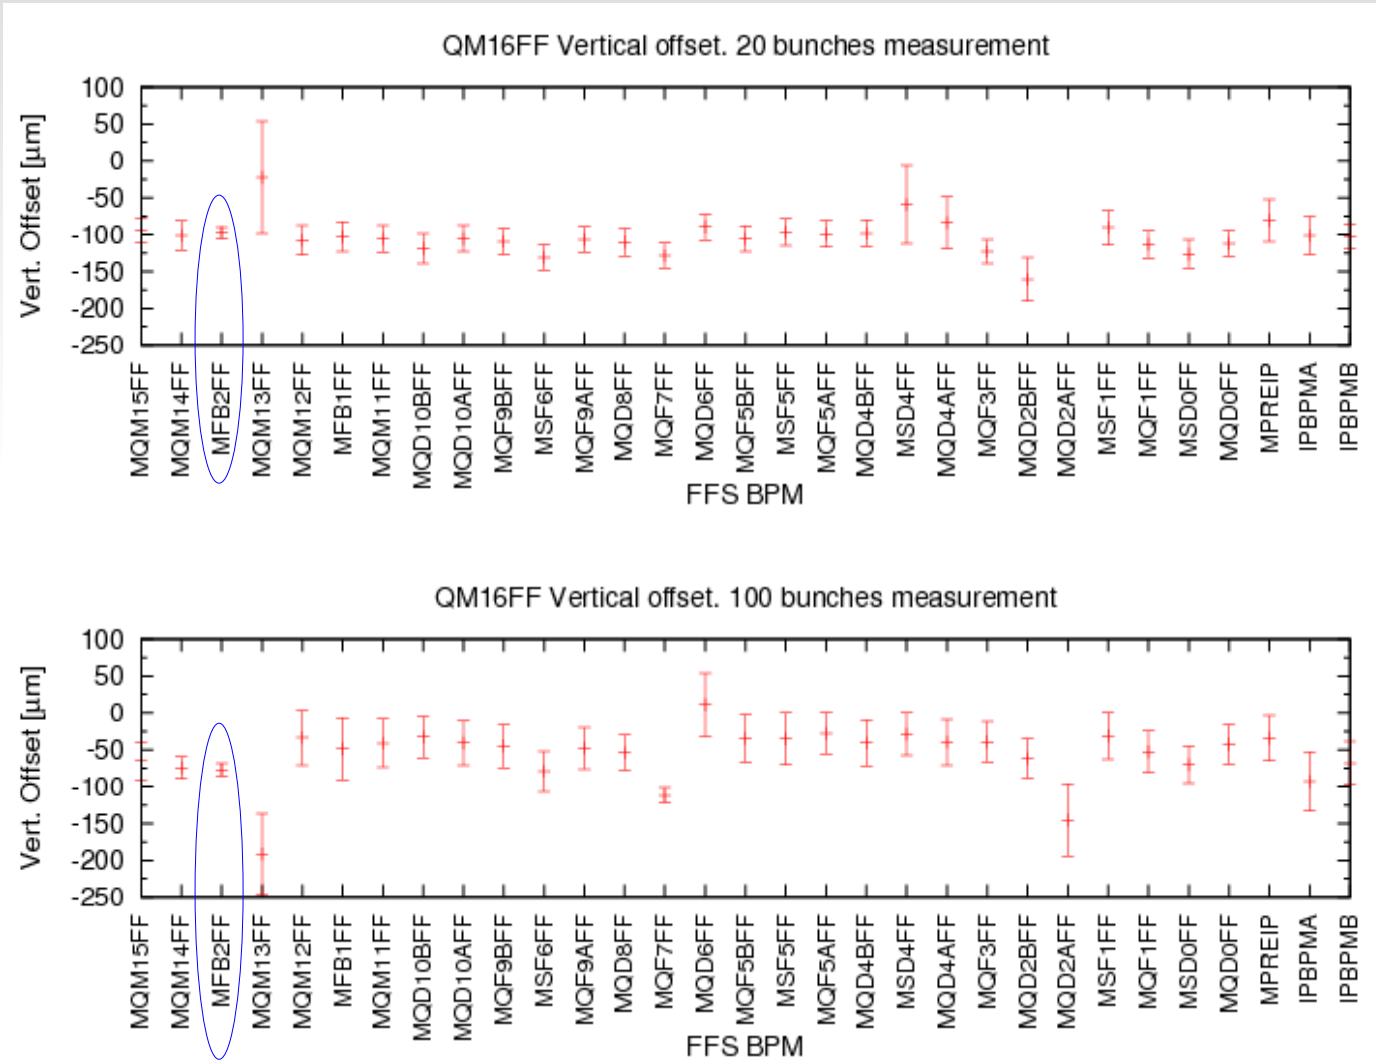 QM16FF Vertical offset. 20 bunches measurement
Vert. Offset [µm]
100
50
0
-50
-100
-150
-200
-250
MQM15FF
MQM14FF
MFB2FF
MQM13FF
MQM12FF
MFB1FF
MQM11FF
MQD10BFF
MQD10AFF
MQF9BFF
MSF6FF
MQF9AFF
MQD8FF
MQF7FF
MQD6FF
MQF5BFF
MSF5FF
MQF5AFF
MQD4BFF
MSD4FF
MQD4AFF
MQF3FF
MQD2BFF
MQD2AFF
MSF1FF
MQF1FF
MSD0FF
MQD0FF
MPREIP
IPBPMA
IPBPMB
FFS BPM
QM16FF Vertical offset. 100 bunches measurement
Vert. Offset [µm]
100
50
0
-50
-100
-150
-200
-250
MQM15FF
MQM14FF
MFB2FF
MQM13FF
MQM12FF
MFB1FF
MQM11FF
MQD10BFF
MQD10AFF
MQF9BFF
MSF6FF
MQF9AFF
MQD8FF
MQF7FF
MQD6FF
MQF5BFF
MSF5FF
MQF5AFF
MQD4BFF
MSD4FF
MQD4AFF
MQF3FF
MQD2BFF
MQD2AFF
MSF1FF
MQF1FF
MSD0FF
MQD0FF
MPREIP
IPBPMA
IPBPMB
FFS BPM